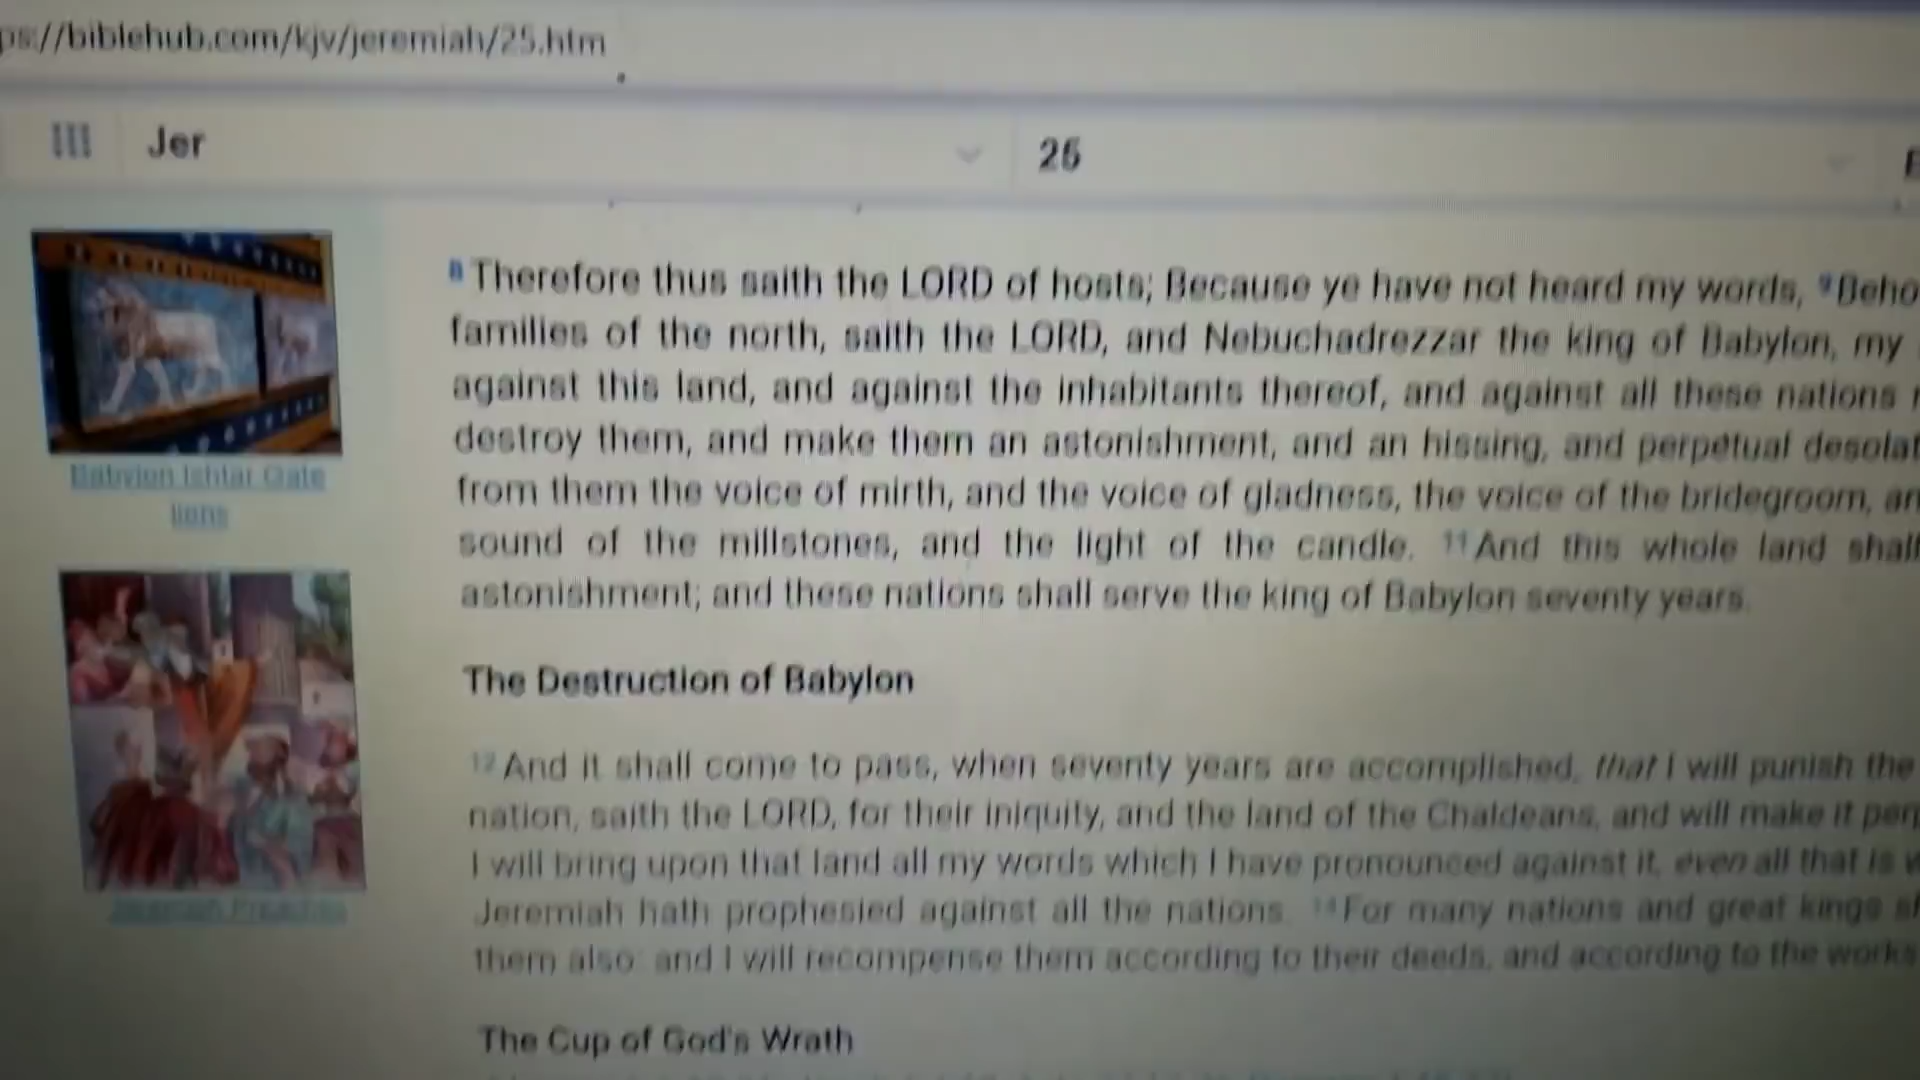 ps://biblehub.com/kjv/jeremiah/25.htm
Jer
25
Babylon Ishtar Gate
lions
8 Therefore thus saith the LORD of hosts; Because ye have not heard my words, 9 Beho
families of the north, saith the LORD, and Nebuchadrezzar the king of Babylon, my
against this land, and against the inhabitants thereof, and against all these nations
destroy them, and make them an astonishment, and an hissing, and perpetual desolat
from them the voice of mirth, and the voice of gladness, the voice of the bridegroom, an
sound of the millstones, and the light of the candle. 11 And this whole land shall
astonishment; and these nations shall serve the king of Babylon seventy years.
The Destruction of Babylon
12 And it shall come to pass, when seventy years are accomplished, that I will punish the
nation, saith the LORD, for their iniquity, and the land of the Chaldeans, and will make it perp
I will bring upon that land all my words which I have pronounced against it, even all that is w
Jeremiah Preaches
Jeremiah hath prophesied against all the nations. 14 For many nations and great kings sh
them also: and I will recompense them according to their deeds, and according to the works
The Cup of God's Wrath